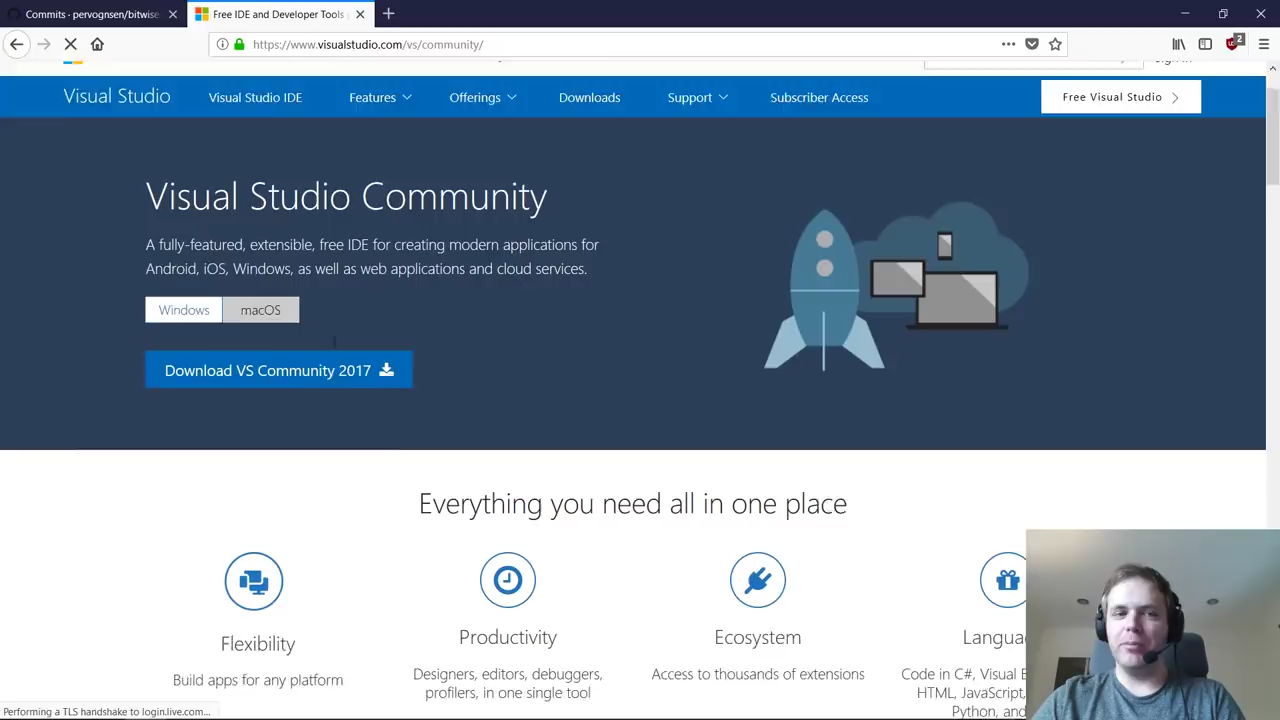 Commits - pervognsen/bitwise
Free IDE and Developer Tools
https://www.visualstudio.com/vs/community/
2
Visual Studio
Visual Studio IDE
Features
Offerings
Downloads
Support
Subscriber Access
Free Visual Studio
Visual Studio Community
A fully-featured, extensible, free IDE for creating modern applications for
Android, iOS, Windows, as well as web applications and cloud services.
Windows
macOS
Download VS Community 2017
Everything you need all in one place
Flexibility
Build apps for any platform
Productivity
Designers, editors, debuggers,
profilers, in one single tool
Ecosystem
Access to thousands of extensions
Langua
Code in C#, Visual
HTML, JavaScript,
Python, and
Performing a TLS handshake to login.live.com...